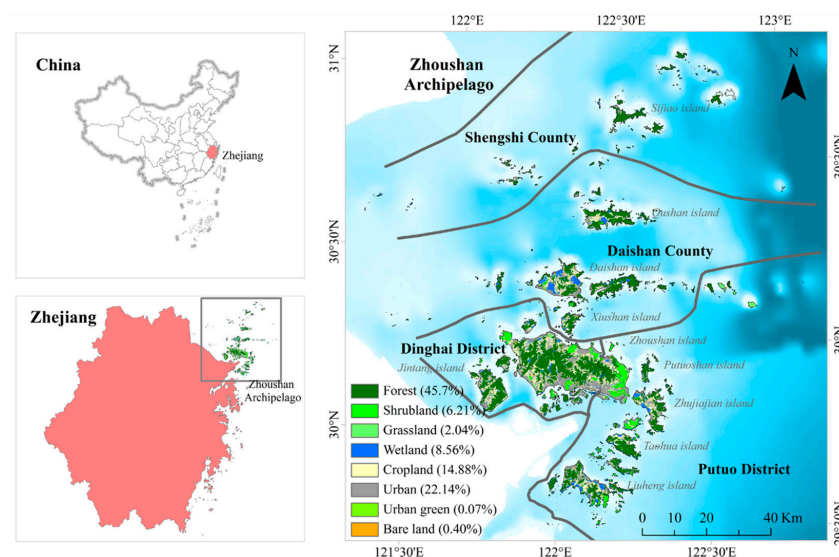 China
Zhejiang
Zhejiang
Zhoushan
Archipelago
122°E
122°30'E
123°E
31°N
30°30'N
30°N
30°30'N
30°N
Zhoushan
Archipelago
N
Sijiao island
Shengshi County
Qushan island
Daishan County
Daishan island
Xiushan island
Dinghai District
Zhoushan island
Jintang island
Putuoshan island
Zhujiajian island
Taohua island
Putuo District
Liuheng island
Forest (45.7%)
Shrubland (6.21%)
Grassland (2.04%)
Wetland (8.56%)
Cropland (14.88%)
Urban (22.14%)
Urban green (0.07%)
Bare land (0.40%)
0 10 20 40 Km
121°30'E
122°E
122°30'E